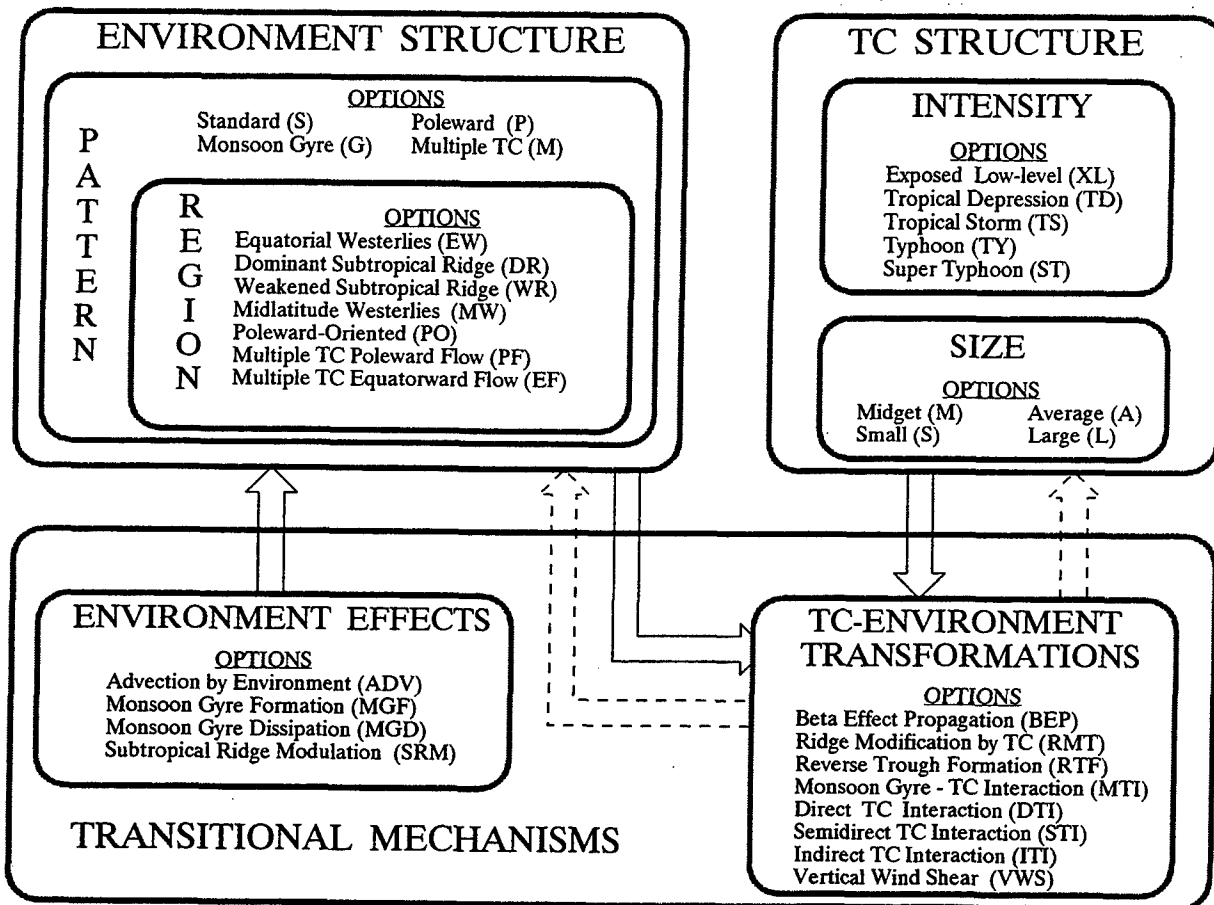 ENVIRONMENT STRUCTURE
OPTIONS
Standard (S) Poleward (P)
Monsoon Gyre (G) Multiple TC (M)
PATTERN
REGION
OPTIONS
Equatorial Westerlies (EW)
Dominant Subtropical Ridge (DR)
Weakened Subtropical Ridge (WR)
Midlatitude Westerlies (MW)
Poleward-Oriented (PO)
Multiple TC Poleward Flow (PF)
Multiple TC Equatorward Flow (EF)
TC STRUCTURE
INTENSITY
OPTIONS
Exposed Low-level (XL)
Tropical Depression (TD)
Tropical Storm (TS)
Typhoon (TY)
Super Typhoon (ST)
SIZE
OPTIONS
Midget (M) Average (A)
Small (S) Large (L)
ENVIRONMENT EFFECTS
OPTIONS
Advection by Environment (ADV)
Monsoon Gyre Formation (MGF)
Monsoon Gyre Dissipation (MGD)
Subtropical Ridge Modulation (SRM)
TC-ENVIRONMENT
TRANSFORMATIONS
OPTIONS
Beta Effect Propagation (BEP)
Ridge Modification by TC (RMT)
Reverse Trough Formation (RTF)
Monsoon Gyre - TC Interaction (MTI)
Direct TC Interaction (DTI)
Semidirect TC Interaction (STI)
Indirect TC Interaction (ITI)
Vertical Wind Shear (VWS)
TRANSITIONAL MECHANISMS